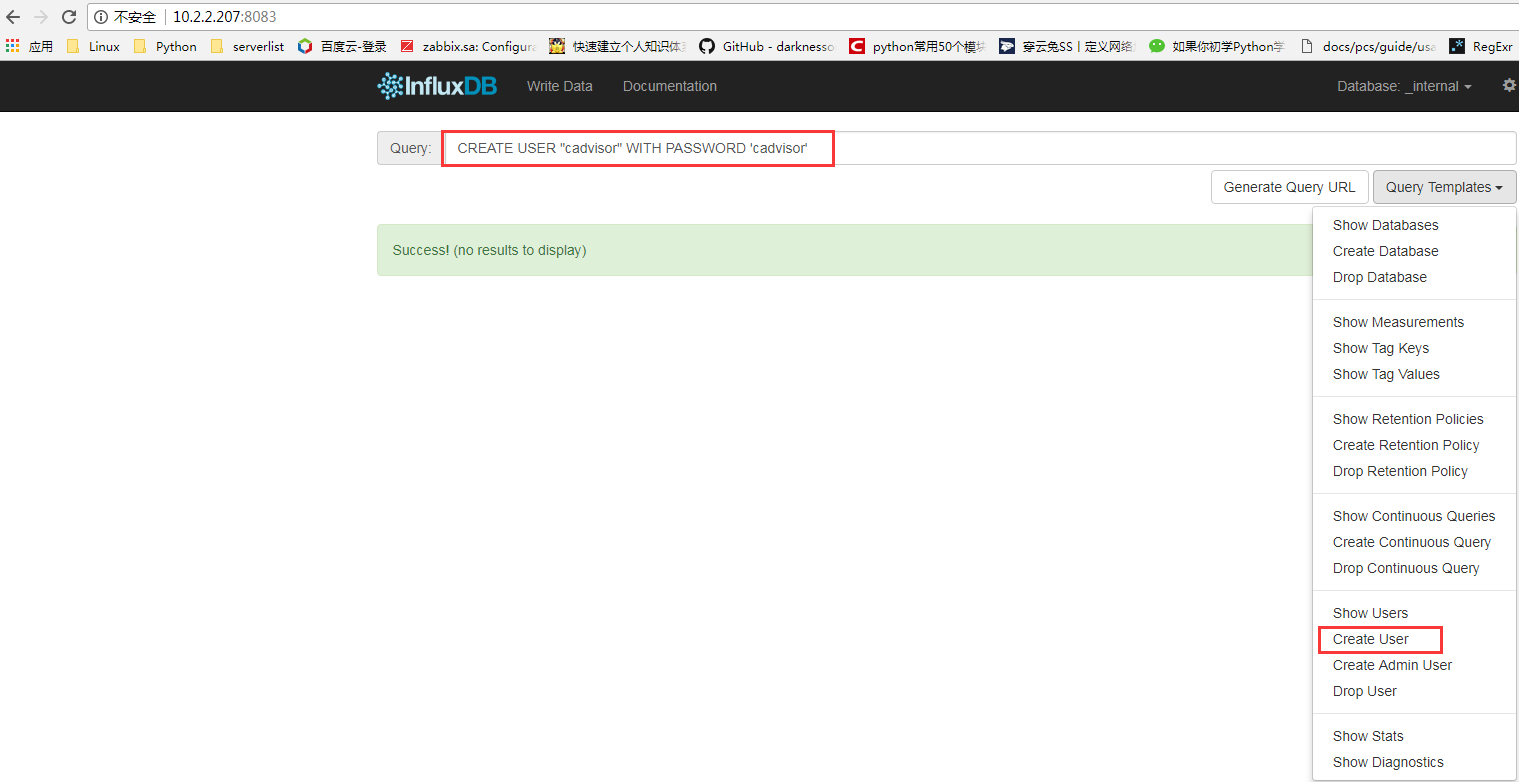 不安全 10.2.2.207:8083
应用 Linux Python serverlist 百度云-登录 zabbix.sa: Configura 快速建立个人知识体 GitHub - darknesso python常用50个模块 穿云兔SS丨定义网络 如果你初学Python学 docs/pcs/guide/usa RegExr
InfluxDB Write Data Documentation Database: _internal
Query: CREATE USER "cadvisor" WITH PASSWORD 'cadvisor'
Generate Query URL Query Templates
Success! (no results to display)
Show Databases
Create Database
Drop Database
Show Measurements
Show Tag Keys
Show Tag Values
Show Retention Policies
Create Retention Policy
Drop Retention Policy
Show Continuous Queries
Create Continuous Query
Drop Continuous Query
Show Users
Create User
Create Admin User
Drop User
Show Stats
Show Diagnostics